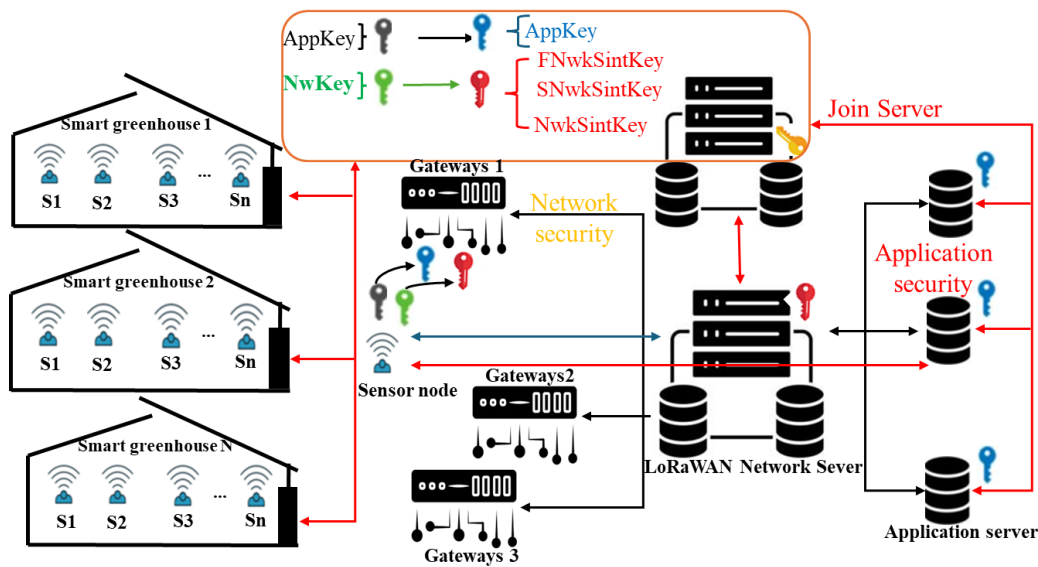 AppKey
AppKey
NwKey
FNwkSintKey
SNwkSintKey
NwkSintKey
Join Server
Smart greenhouse 1
S1 S2 S3 ... Sn
Gateways 1
Network
security
Application
security
Smart greenhouse 2
S1 S2 S3 ... Sn
Sensor node
Gateways2
Smart greenhouse N
S1 S2 S3 ... Sn
LoRaWAN Network Sever
Gateways 3
Application server